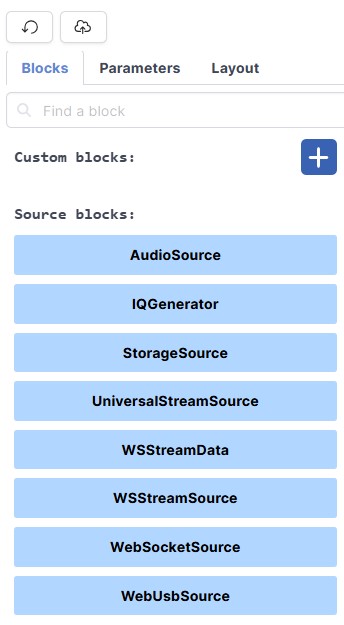 Blocks
Parameters
Layout
Find a block
Custom blocks:
Source blocks:
AudioSource
IQGenerator
StorageSource
UniversalStreamSource
WSStreamData
WSStreamSource
WebSocketSource
WebUsbSource